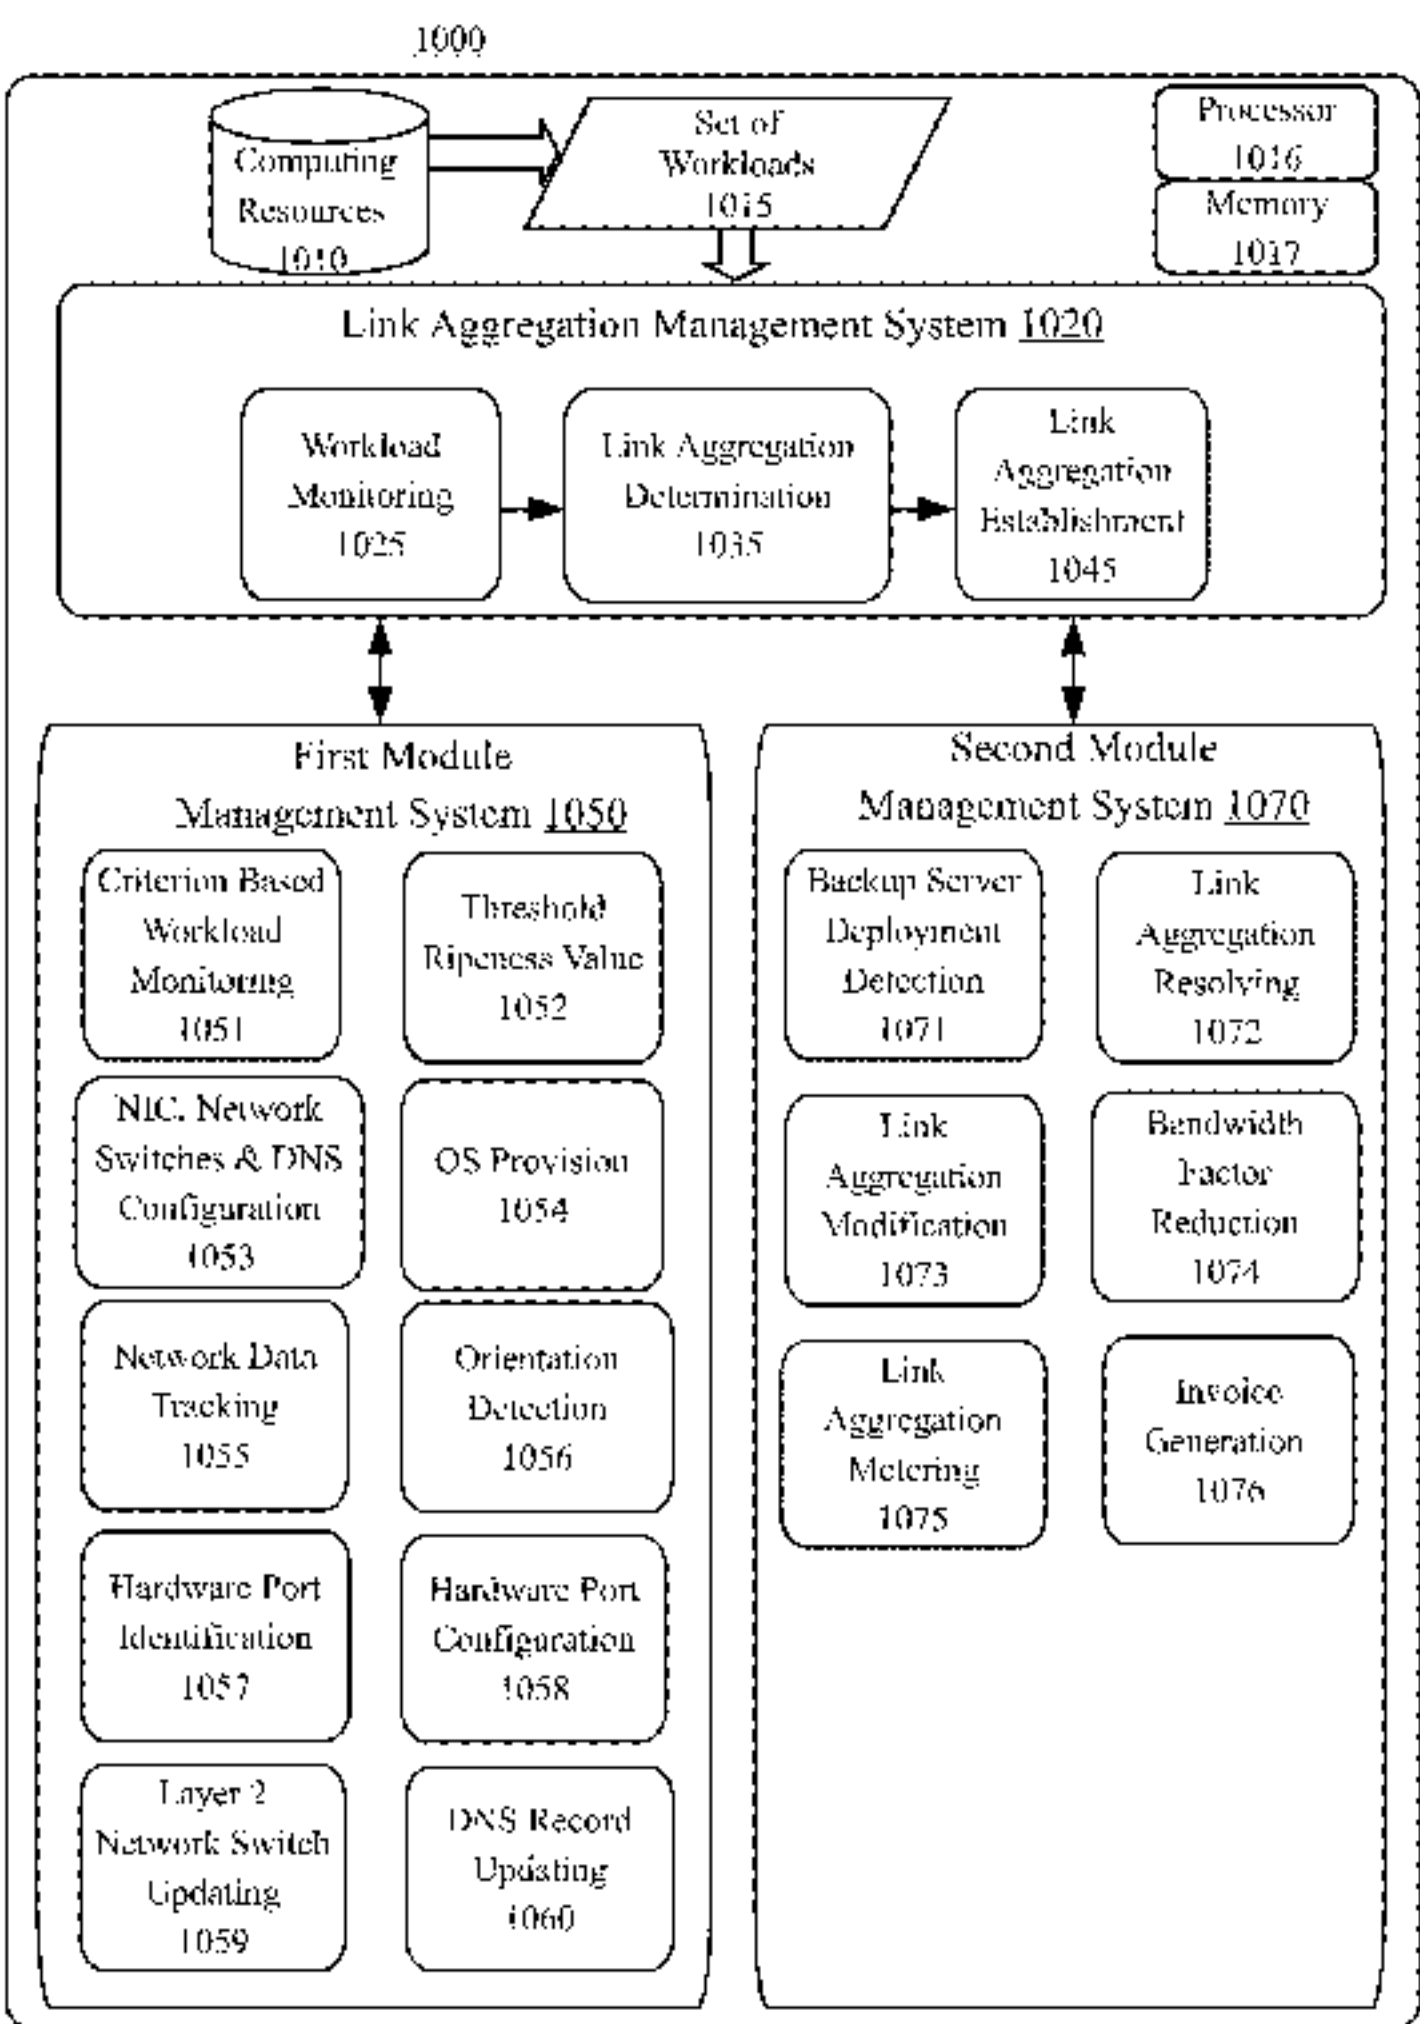 1000
Computing
Resources
1010
Set of
Workloads
1015
Processor
1016
Memory
1017
Link Aggregation Management System 1020
Workload
Monitoring
1025
Link Aggregation
Determination
1035
Link
Aggregation
Establishment
1045
First Module
Management System 1050
Criterion Based
Workload
Monitoring
1051
Threshold
Ripeness Value
1052
NIC, Network
Switches & DNS
Configuration
1053
OS Provision
1054
Network Data
Tracking
1055
Orientation
Detection
1056
Hardware Port
Identification
1057
Hardware Port
Configuration
1058
Layer 2
Network Switch
Updating
1059
DNS Record
Updating
1060
Second Module
Management System 1070
Backup Server
Deployment
Detection
1071
Link
Aggregation
Resolving
1072
Link
Aggregation
Modification
1073
Bandwidth
Factor
Reduction
1074
Link
Aggregation
Metering
1075
Invoice
Generation
1076